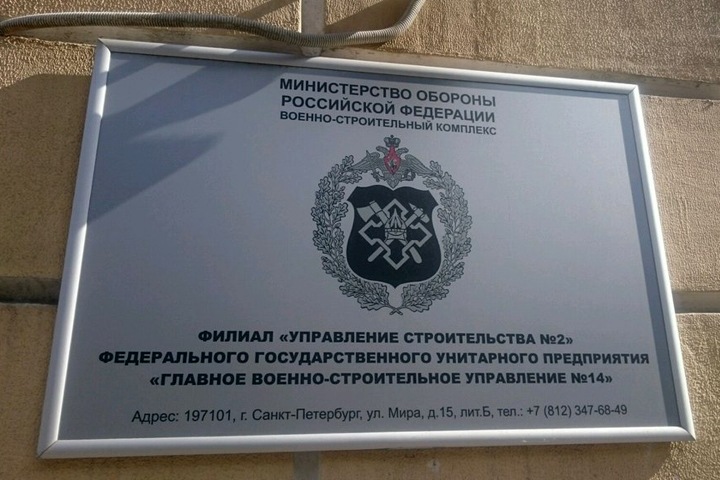 МИНИСТЕРСТВО ОБОРОНЫ
РОССИЙСКОЙ ФЕДЕРАЦИИ
ВОЕННО-СТРОИТЕЛЬНЫЙ КОМПЛЕКС
ФИЛИАЛ «УПРАВЛЕНИЕ СТРОИТЕЛЬСТВА №2»
ФЕДЕРАЛЬНОГО ГОСУДАРСТВЕННОГО УНИТАРНОГО ПРЕДПРИЯТИЯ
«ГЛАВНОЕ ВОЕННО-СТРОИТЕЛЬНОЕ УПРАВЛЕНИЕ №14»
Адрес: 197101, г. Санкт-Петербург, ул. Мира, д.15, лит.Б, тел.: +7 (812) 347-68-49